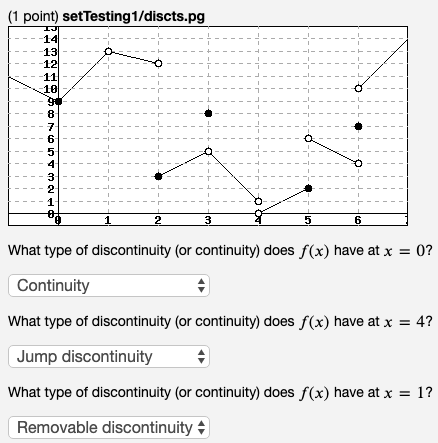 (1 point) setTesting1/discts.pg
15
14
13
12
11
10
9
8
7
6
5
4
3
2
1
0
0 1 2 3 4 5 6 7
What type of discontinuity (or continuity) does f(x) have at x = 0?
Continuity
What type of discontinuity (or continuity) does f(x) have at x = 4?
Jump discontinuity
What type of discontinuity (or continuity) does f(x) have at x = 1?
Removable discontinuity